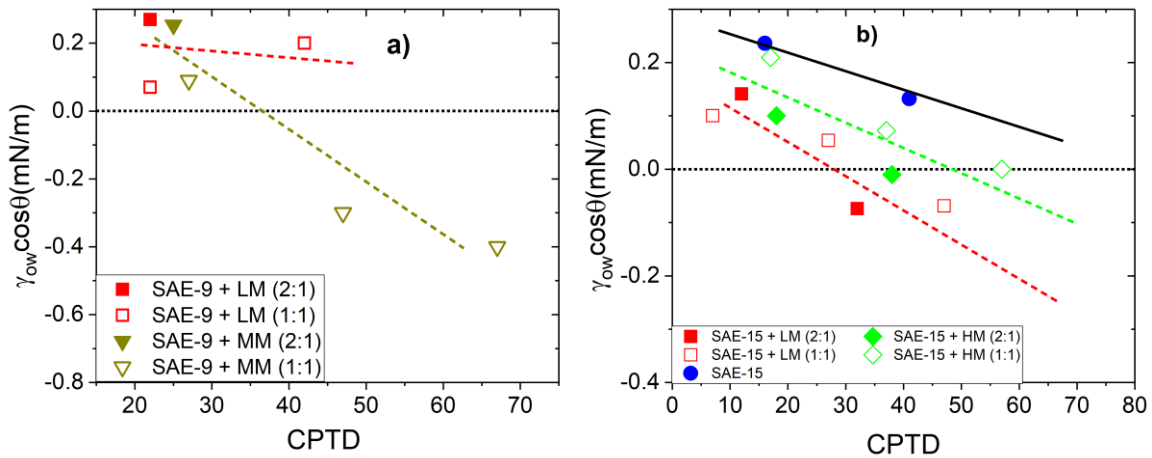 a)
0.2
0.0
-0.2
-0.4
-0.6
-0.8
γowcosθ(mN/m)
SAE-9 + LM (2:1)
SAE-9 + LM (1:1)
SAE-9 + MM (2:1)
SAE-9 + MM (1:1)
20 30 40 50 60 70
CPTD
b)
0.2
0.0
-0.2
-0.4
γowcosθ(mN/m)
SAE-15 + LM (2:1) SAE-15 + HM (2:1)
SAE-15 + LM (1:1) SAE-15 + HM (1:1)
SAE-15
0 10 20 30 40 50 60 70 80
CPTD